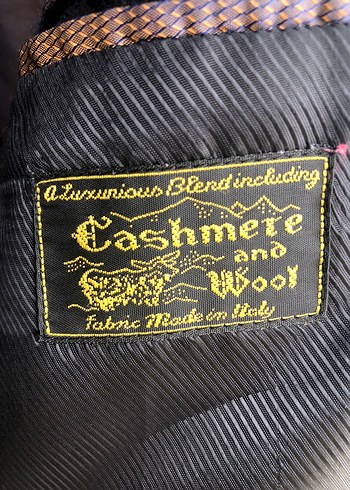 A Luxurious Blend including
Cashmere
and
Wool
Fabric Made in Italy